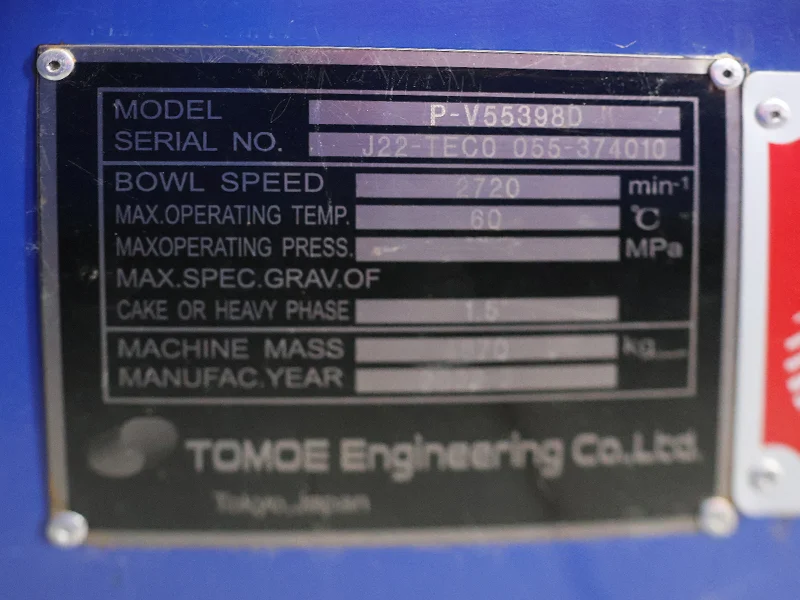 MODEL P-V55398D
SERIAL NO. J22-TECO 055-374010
BOWL SPEED 2720 min-1
MAX.OPERATING TEMP. 60 ℃
MAXOPERATING PRESS. MPa
MAX.SPEC.GRAV.OF
CAKE OR HEAVY PHASE 1.5
MACHINE MASS kg
MANUFAC.YEAR
TOMOE Engineering Co.,Ltd.
Tokyo.Japan